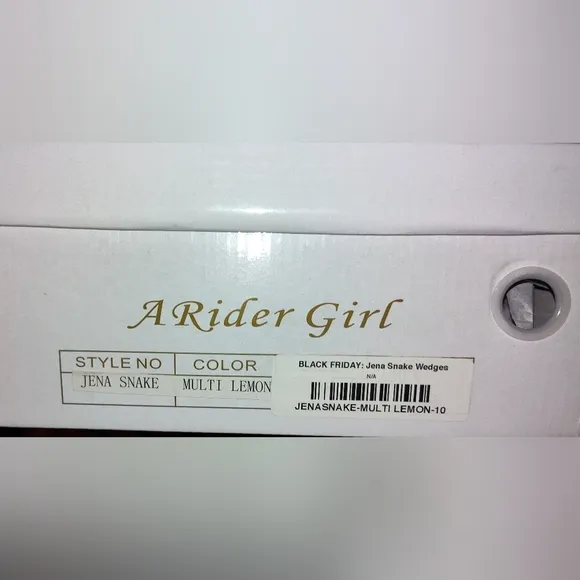 ARider Girl
STYLE NO COLOR
JENA SNAKE MULTI LEMON
BLACK FRIDAY: Jena Snake Wedges
N/A
JENASNAKE-MULTI LEMON-10